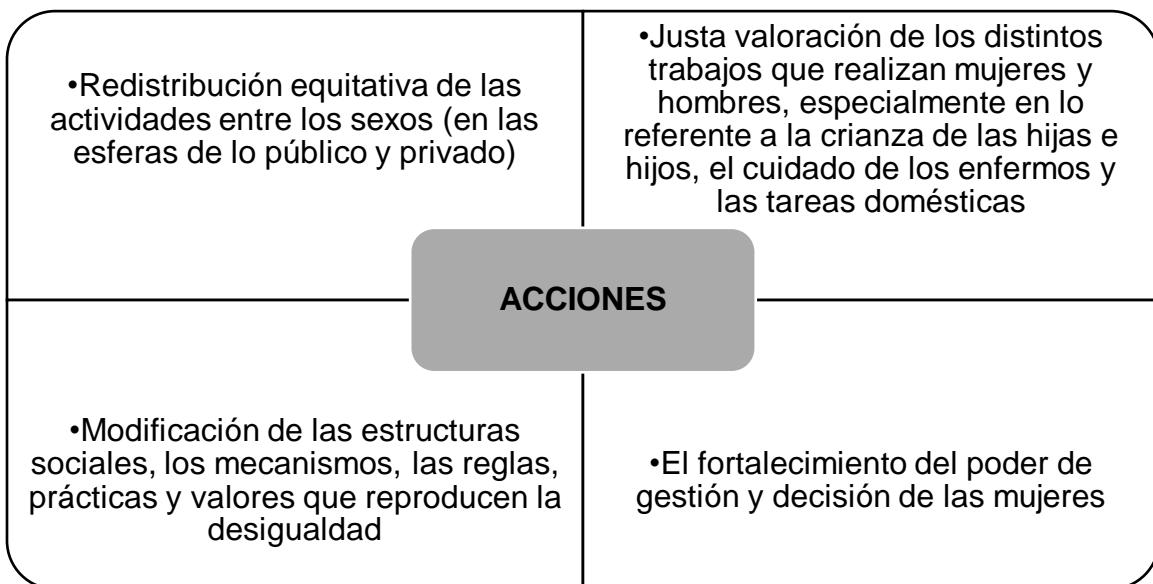 •Redistribución equitativa de las
actividades entre los sexos (en las
esferas de lo público y privado)
•Justa valoración de los distintos
trabajos que realizan mujeres y
hombres, especialmente en lo
referente a la crianza de las hijas e
hijos, el cuidado de los enfermos y
las tareas domésticas
ACCIONES
•Modificación de las estructuras
sociales, los mecanismos, las reglas,
prácticas y valores que reproducen la
desigualdad
•El fortalecimiento del poder de
gestión y decisión de las mujeres